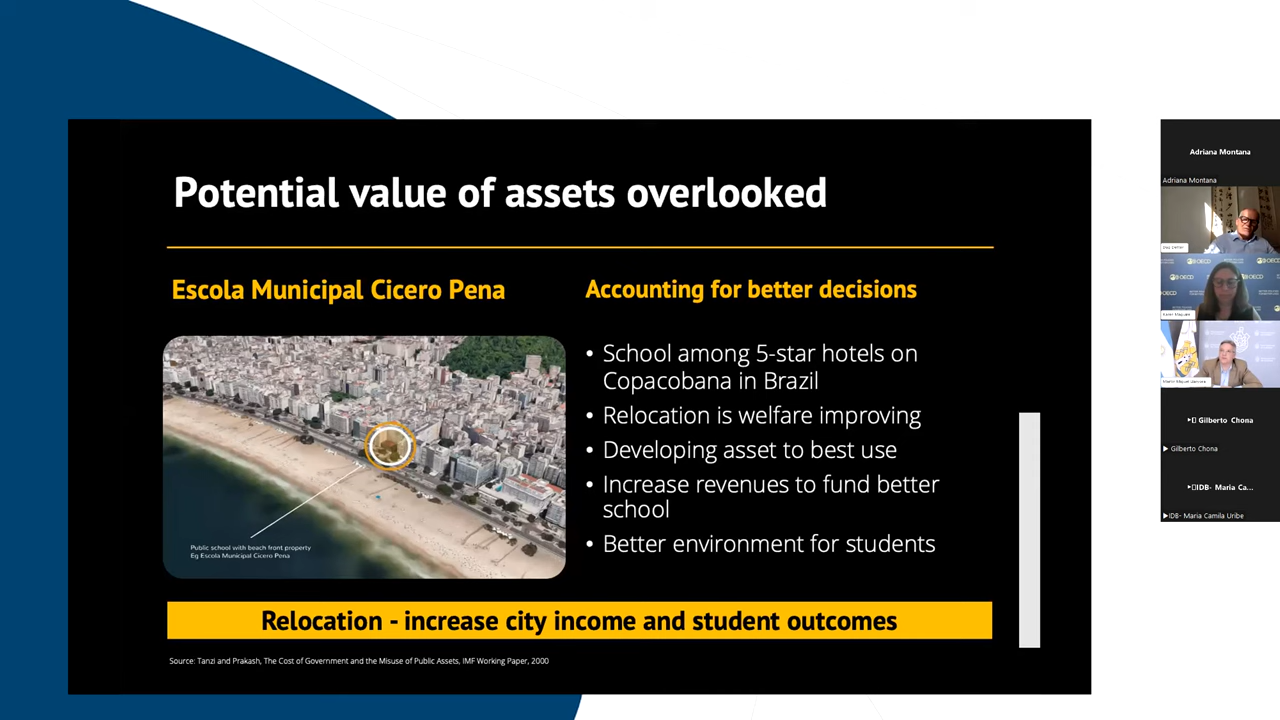 Potential value of assets overlooked
Escola Municipal Cicero Pena
Accounting for better decisions
• School among 5-star hotels on
Copacobana in Brazil
• Relocation is welfare improving
• Developing asset to best use
• Increase revenues to fund better
school
• Better environment for students
Public school with beach front property
Eg Escola Municipal Cicero Pena
Relocation - increase city income and student outcomes
Source: Tanzi and Prakash, The Cost of Government and the Misuse of Public Assets, IMF Working Paper, 2000
Adriana Montana
Adriana Montana
OECD
Gilberto Chona
Gilberto Chona
IDB- Maria Ca...
IDB- Maria Camila Uribe